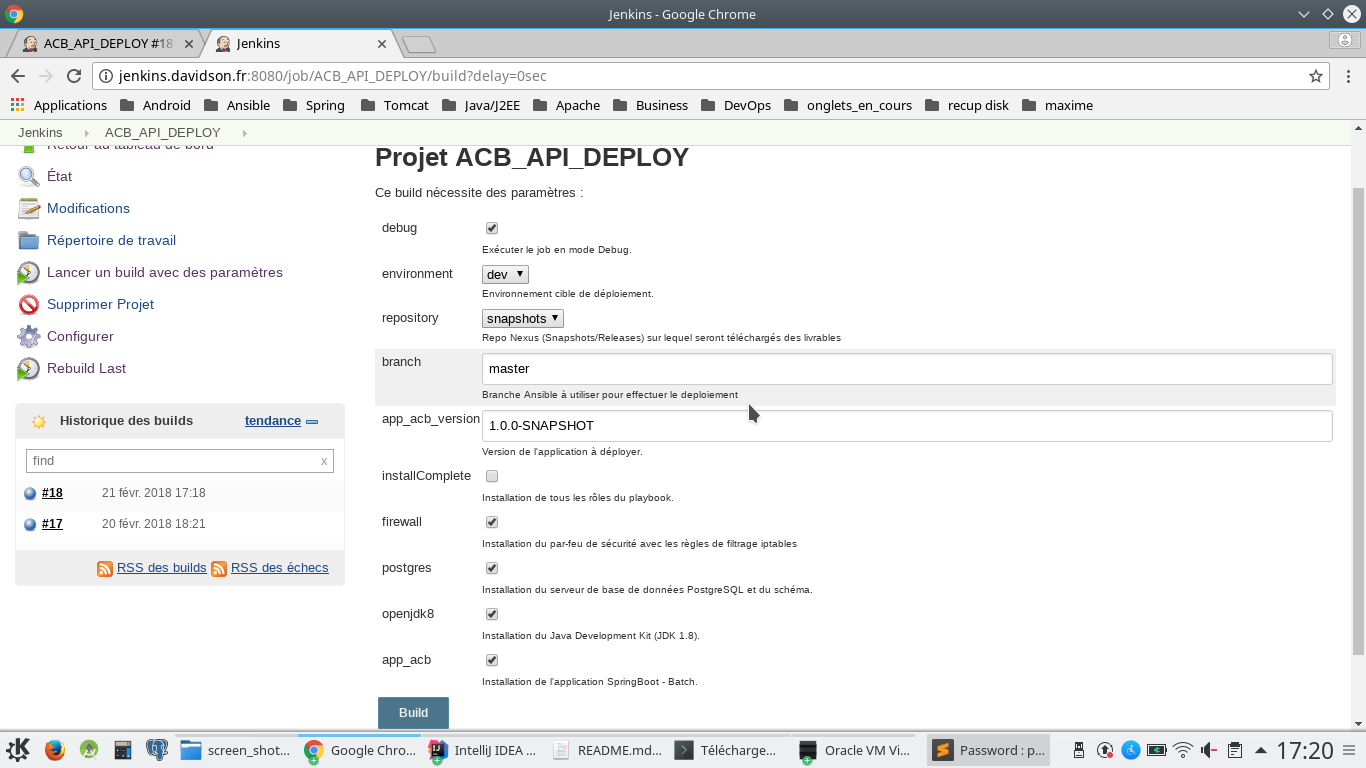 Jenkins - Google Chrome
ACB_API_DEPLOY #18
Jenkins
jenkins.davidson.fr:8080/job/ACB_API_DEPLOY/build?delay=0sec
Applications Android Ansible Spring Tomcat Java/J2EE Apache Business DevOps onglets_en_cours recup disk maxime
Jenkins ACB_API_DEPLOY
Retour au tableau de bord
État
Modifications
Répertoire de travail
Lancer un build avec des paramètres
Supprimer Projet
Configurer
Rebuild Last
Historique des builds tendance
find x
#18 21 févr. 2018 17:18
#17 20 févr. 2018 18:21
RSS des builds RSS des échecs
Projet ACB_API_DEPLOY
Ce build nécessite des paramètres :
debug
Exécuter le job en mode Debug.
environment dev
Environnement cible de déploiement.
repository snapshots
Repo Nexus (Snapshots/Releases) sur lequel seront téléchargés des livrables
branch master
Branche Ansible à utiliser pour effectuer le deploiement
app_acb_version 1.0.0-SNAPSHOT
Version de l'application à déployer.
installComplete
Installation de tous les rôles du playbook.
firewall
Installation du par-feu de sécurité avec les règles de filtrage iptables
postgres
Installation du serveur de base de données PostgreSQL et du schéma.
openjdk8
Installation du Java Development Kit (JDK 1.8).
app_acb
Installation de l'application SpringBoot - Batch.
Build
screen_shot... Google Chro... IntelliJ IDEA ... README.md... Télécharge... Oracle VM Vi... Password : p... 17:20